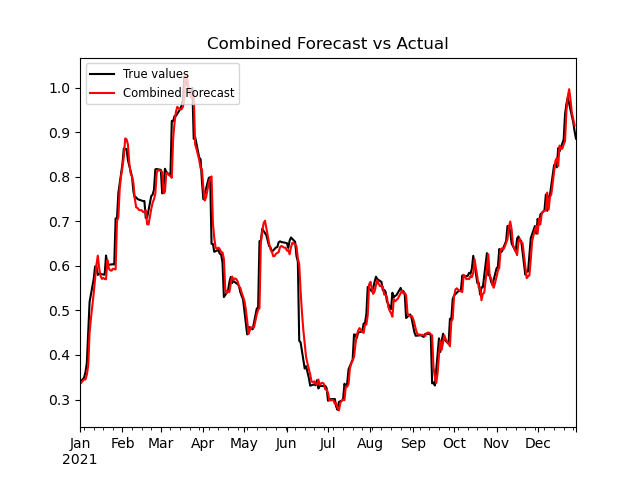 Combined Forecast vs Actual
True values
Combined Forecast
1.0
0.9
0.8
0.7
0.6
0.5
0.4
0.3
Jan Feb Mar Apr May Jun Jul Aug Sep Oct Nov Dec
2021